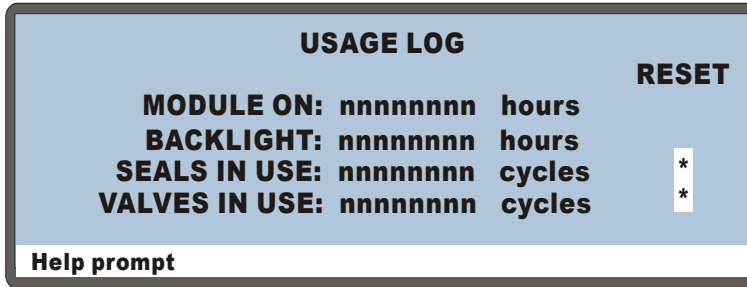 USAGE LOG
RESET
MODULE ON: nnnnnnnn hours
BACKLIGHT: nnnnnnnn hours
SEALS IN USE: nnnnnnnn cycles *
VALVES IN USE: nnnnnnnn cycles *
Help prompt